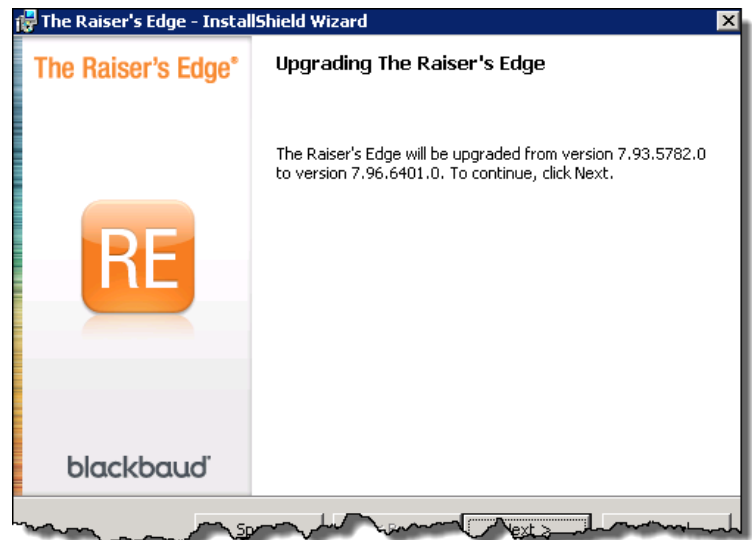 The Raiser's Edge - InstallShield Wizard
The Raiser's Edge®
Upgrading The Raiser's Edge
The Raiser's Edge will be upgraded from version 7.93.5782.0
to version 7.96.6401.0. To continue, click Next.
RE
blackbaud®
Next >